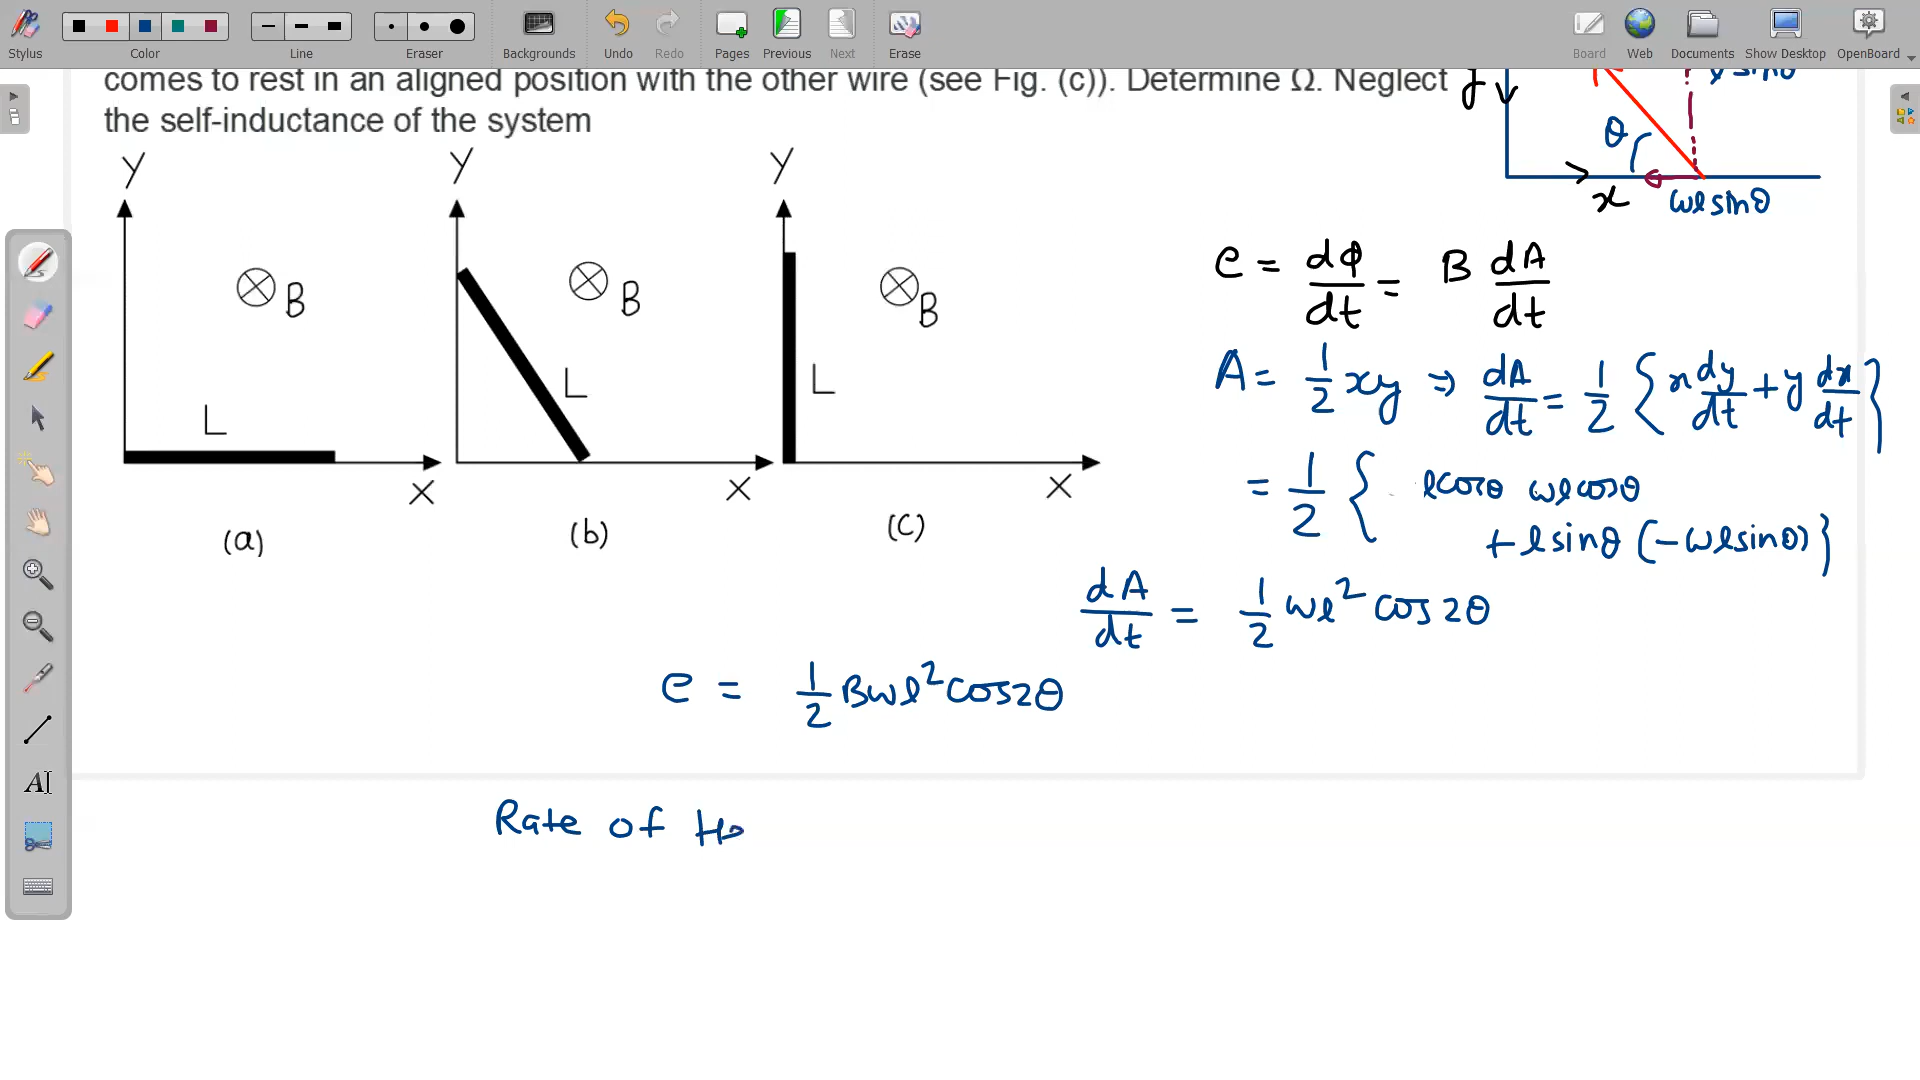 Stylus Color Line Eraser Backgrounds Undo Redo Pages Previous Next Erase Board Web Documents Show Desktop OpenBoard
comes to rest in an aligned position with the other wire (see Fig. (c)). Determine Ω. Neglect
the self-inductance of the system
Y Y Y
B B B
L L L
X X X
(a) (b) (c)
y l sinθ
θ
x ωl sinθ
e = dφ/dt = B dA/dt
A = 1/2 xy ⇒ dA/dt = 1/2 { x dy/dt + y dx/dt }
= 1/2 { l cosθ ωl cosθ
+ l sinθ (-ωl sinθ) }
dA/dt = 1/2 ωl² cos2θ
e = 1/2 Bωl² cos2θ
Rate of